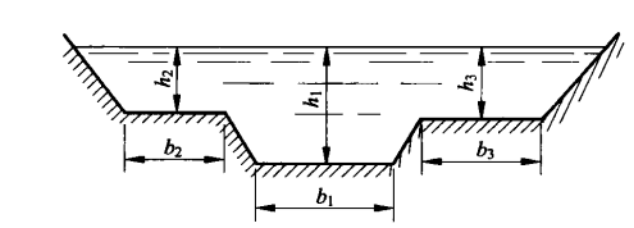 h₂ h₁ h₃
b₂ b₃
b₁